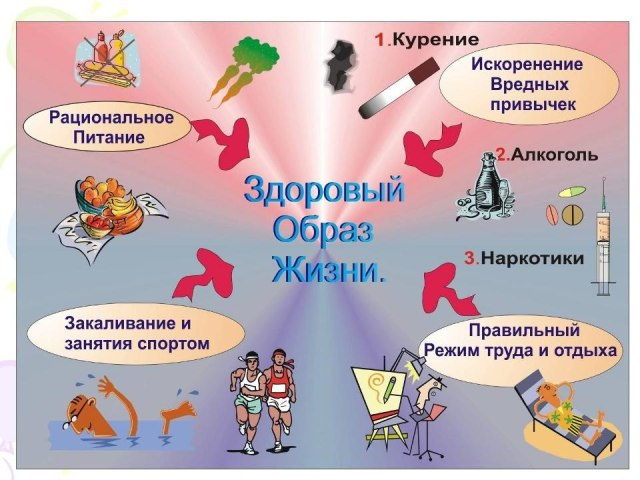 1.Курение
Искоренение
Вредных
привычек
Рациональное
Питание
2.Алкоголь
Здоровый
Образ
Жизни.
3.Наркотики
Закаливание и
занятия спортом
Правильный
Режим труда и отдыха